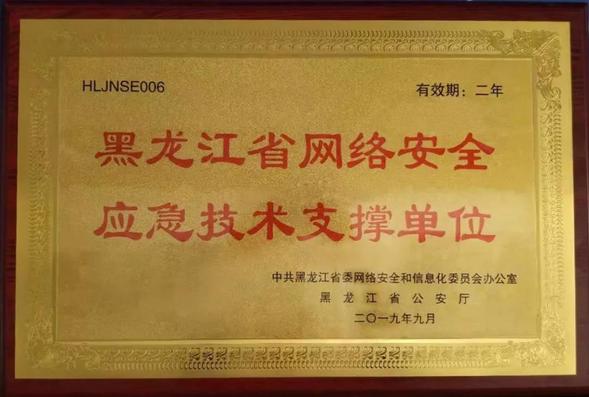 HLJNSE006 有效期：二年
黑龙江省网络安全
应急技术支撑单位
中共黑龙江省委网络安全和信息化委员会办公室
黑龙江省公安厅
二〇一九年九月